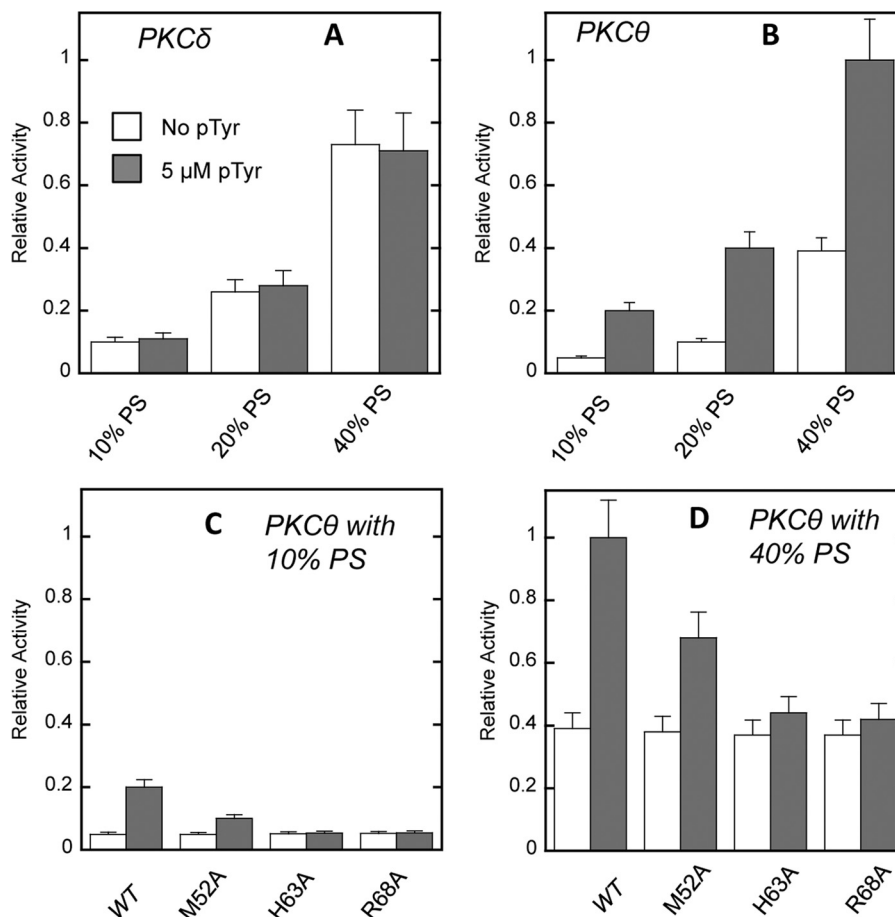 PKCδ
A
No pTyr
5 µM pTyr
Relative Activity
1
0.8
0.6
0.4
0.2
0
10% PS
20% PS
40% PS
PKCθ
B
Relative Activity
1
0.8
0.6
0.4
0.2
0
10% PS
20% PS
40% PS
C
PKCθ with
10% PS
Relative Activity
1
0.8
0.6
0.4
0.2
0
WT
M52A
H63A
R68A
D
PKCθ with
40% PS
Relative Activity
1
0.8
0.6
0.4
0.2
0
WT
M52A
H63A
R68A